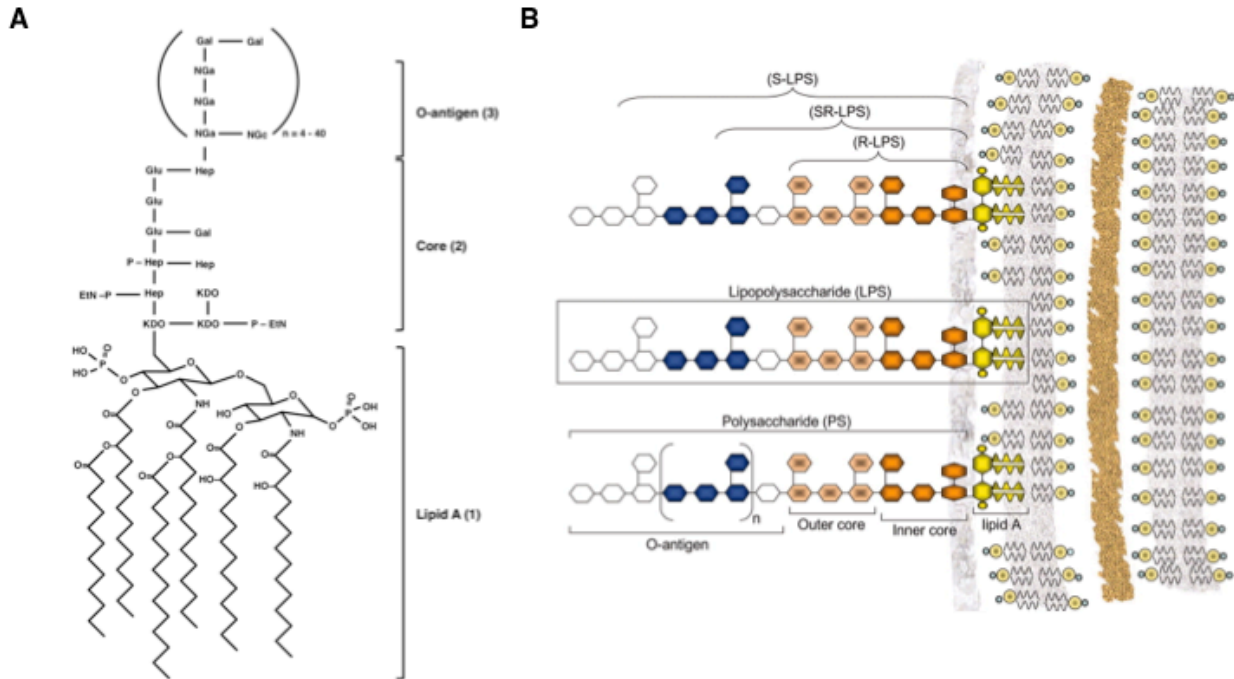 A
Gal — Gal
NGa
NGa
NGa — NGc n = 4 - 40
O-antigen (3)
Glu Hep
Glu
Glu — Gal
P – Hep — Hep
EtN –P — Hep KDO
KDO — KDO — P – EtN
Core (2)
HO O
P
HO O
O O
O NH HO O O P OH
O O O NH OH
O O O O
O O HO
HO
Lipid A (1)
B
(S-LPS)
(SR-LPS)
(R-LPS)
Lipopolysaccharide (LPS)
Polysaccharide (PS)
n
Outer core
Inner core
lipid A
O-antigen